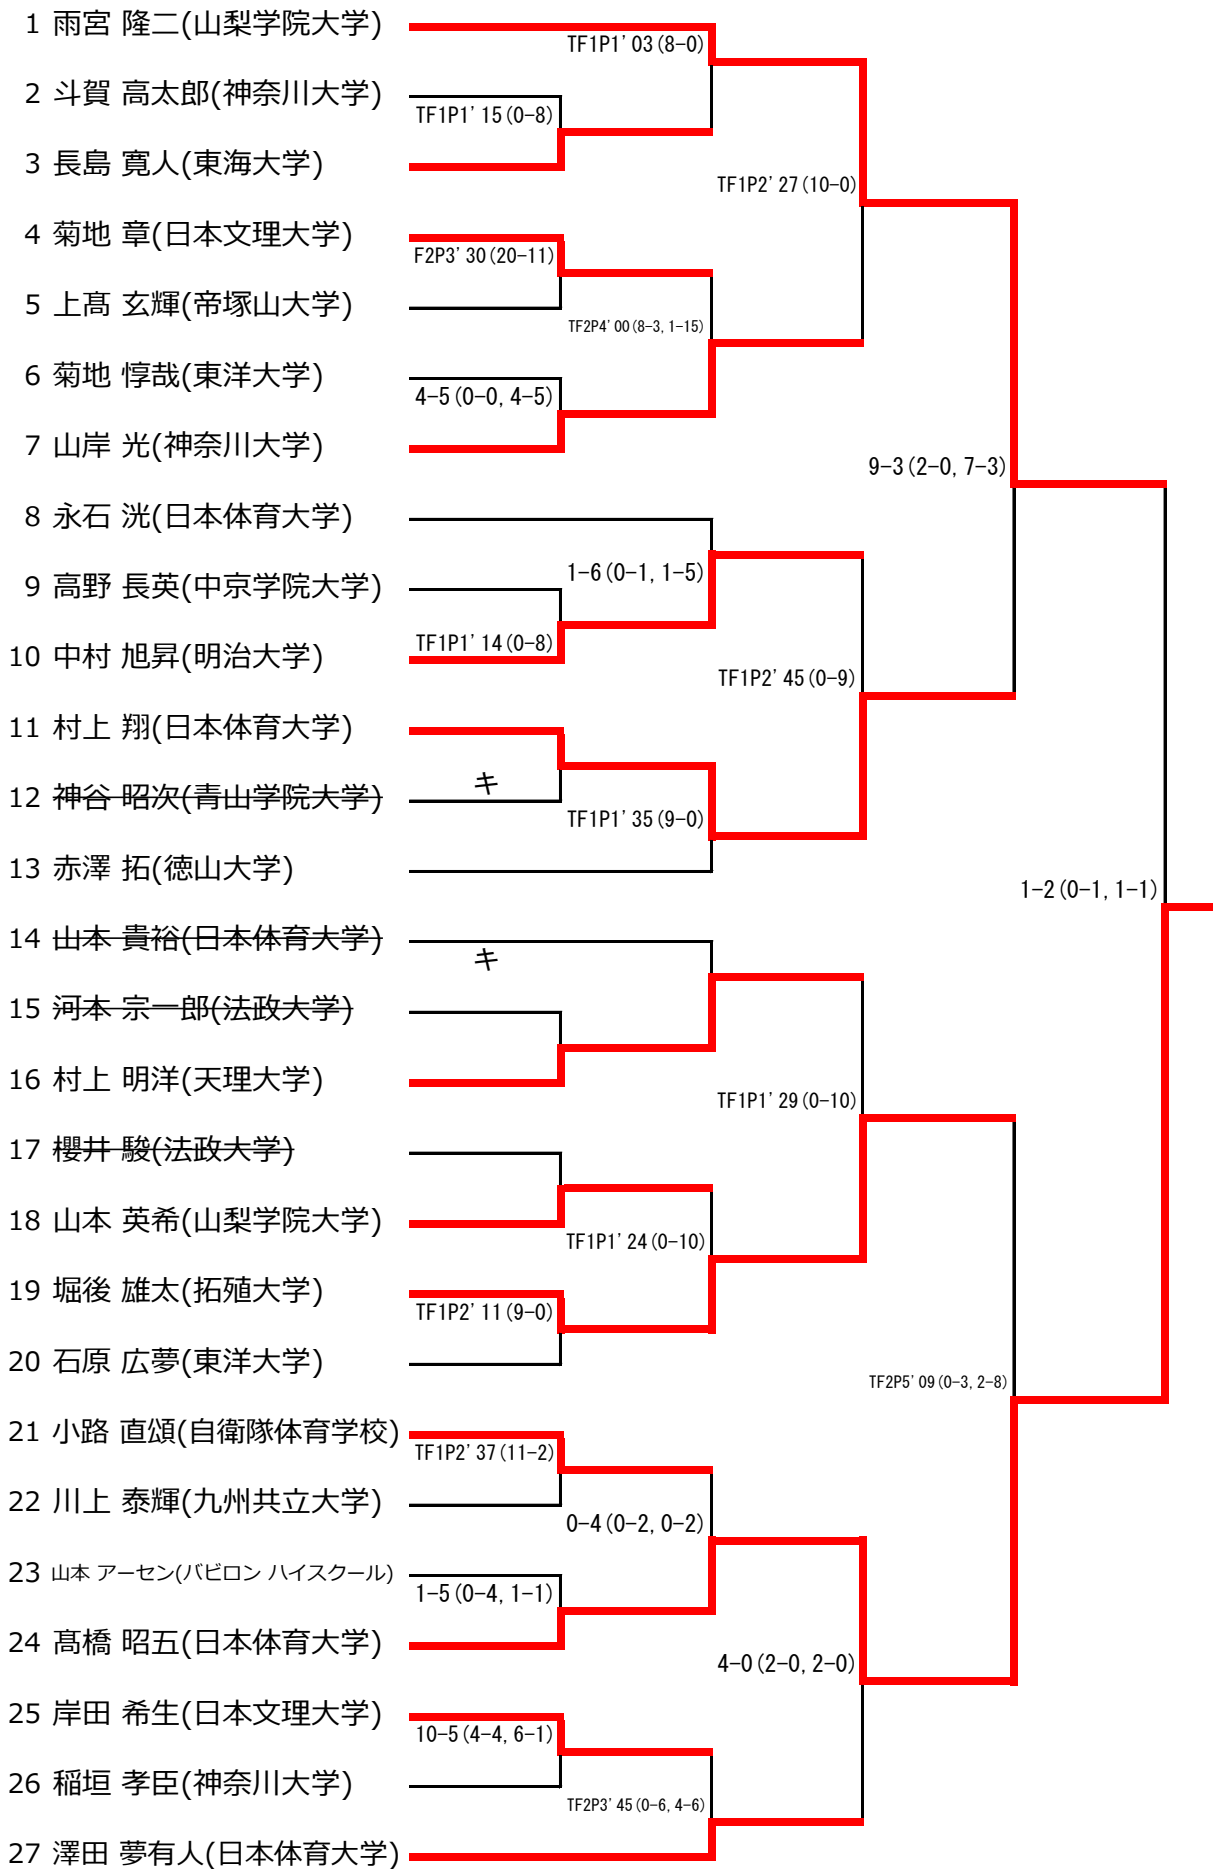 1 雨宮 隆二(山梨学院大学)
TF1P1'03(8-0)
2 斗賀 高太郎(神奈川大学)
TF1P1'15(0-8)
3 長島 寛人(東海大学)
TF1P2'27(10-0)
4 菊地 章(日本文理大学)
F2P3'30(20-11)
5 上髙 玄輝(帝塚山大学)
TF2P4'00(8-3,1-15)
6 菊地 惇哉(東洋大学)
4-5(0-0,4-5)
7 山岸 光(神奈川大学)
9-3(2-0,7-3)
8 永石 洸(日本体育大学)
1-6(0-1,1-5)
9 高野 長英(中京学院大学)
TF1P1'14(0-8)
10 中村 旭昇(明治大学)
TF1P2'45(0-9)
11 村上 翔(日本体育大学)
キ
12 神谷 昭次(青山学院大学)
TF1P1'35(9-0)
13 赤澤 拓(徳山大学)
1-2(0-1,1-1)
14 山本 貴裕(日本体育大学)
キ
15 河本 宗一郎(法政大学)
16 村上 明洋(天理大学)
TF1P1'29(0-10)
17 櫻井 駿(法政大学)
18 山本 英希(山梨学院大学)
TF1P1'24(0-10)
19 堀後 雄太(拓殖大学)
TF1P2'11(9-0)
20 石原 広夢(東洋大学)
TF2P5'09(0-3,2-8)
21 小路 直頌(自衛隊体育学校)
TF1P2'37(11-2)
22 川上 泰輝(九州共立大学)
0-4(0-2,0-2)
23 山本 アーセン(バビロン ハイスクール)
1-5(0-4,1-1)
24 髙橋 昭五(日本体育大学)
4-0(2-0,2-0)
25 岸田 希生(日本文理大学)
10-5(4-4,6-1)
26 稲垣 孝臣(神奈川大学)
TF2P3'45(0-6,4-6)
27 澤田 夢有人(日本体育大学)